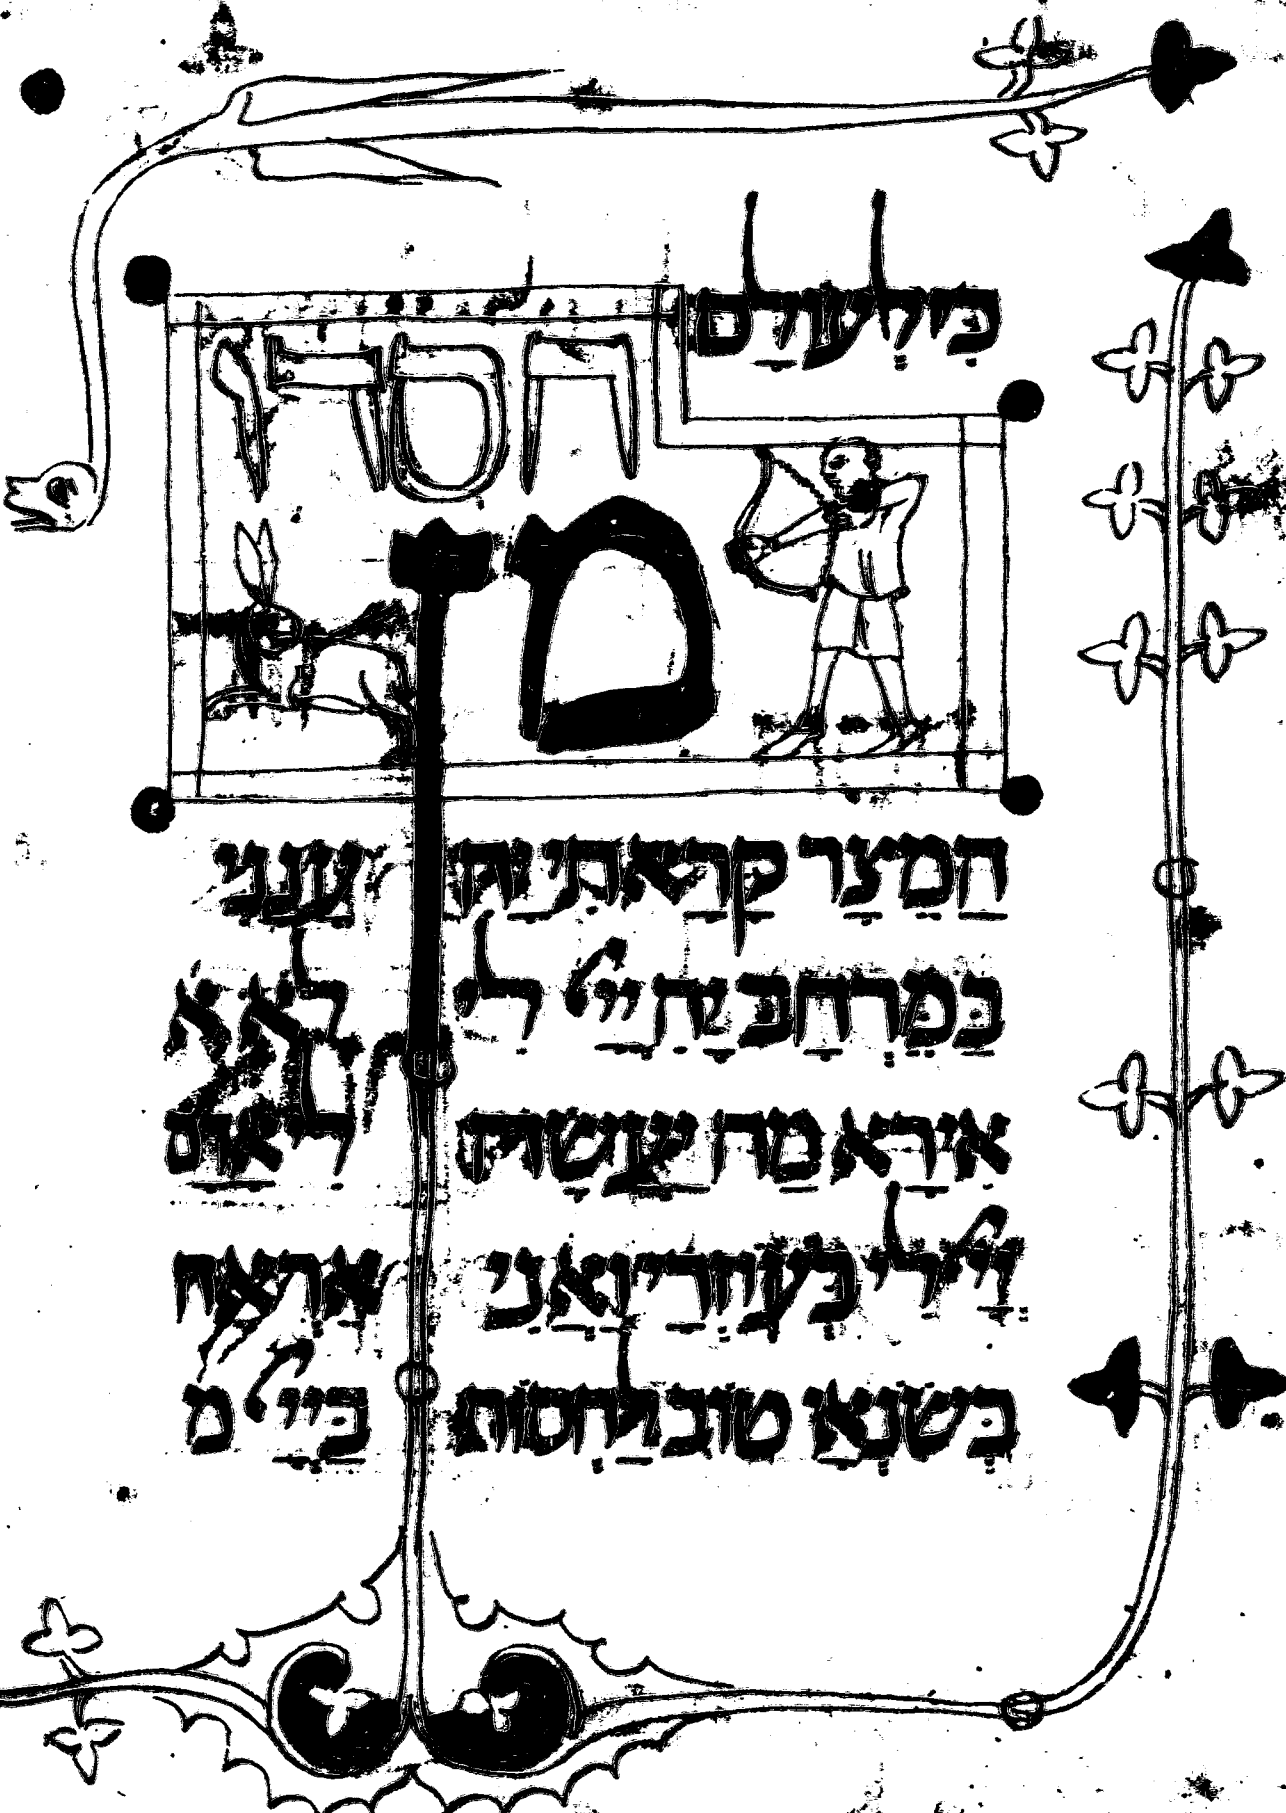 כי לעולם
חסדו
מן
המצר קראתי יה ענני
במרחב יה יי לי לא א
אירא מה יעשה לי אדם
יי לי בעוזרי ואני אראה
בשנאי טוב לחסות ביי מ